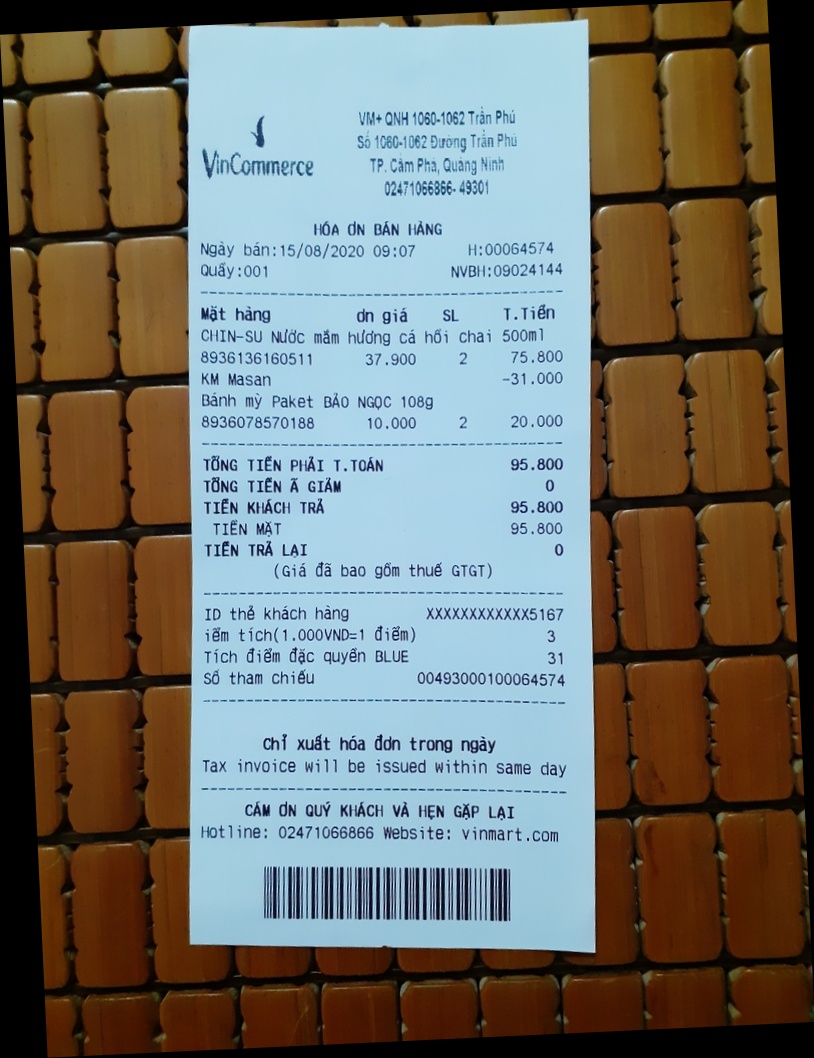 VinCommerce
VM+ QNH 1060-1062 Trần Phú
Số 1060-1062 Đường Trần Phú
TP. Cẩm Phả, Quảng Ninh
02471066866- 49301
HÓA ƠN BÁN HÀNG
Ngày bán:15/08/2020 09:07 H:00064574
Quầy:001 NVBH:09024144
Mặt hàng ơn giá SL T.Tiền
CHIN-SU Nước mắm hương cá hồi chai 500ml
8936136160511 37.900 2 75.800
KM Masan -31.000
Bánh mỳ Paket BẢO NGỌC 108g
8936078570188 10.000 2 20.000
TỔNG TIỀN PHẢI T.TOÁN 95.800
TỔNG TIỀN Ã GIẢM 0
TIỀN KHÁCH TRẢ 95.800
TIỀN MẶT 95.800
TIỀN TRẢ LẠI 0
(Giá đã bao gồm thuế GTGT)
ID thẻ khách hàng XXXXXXXXXXXX5167
iểm tích(1.000VND=1 điểm) 3
Tích điểm đặc quyền BLUE 31
Số tham chiếu 00493000100064574
Chỉ xuất hóa đơn trong ngày
Tax invoice will be issued within same day
CÁM ƠN QUÝ KHÁCH VÀ HẸN GẶP LẠI
Hotline: 02471066866 Website: vinmart.com